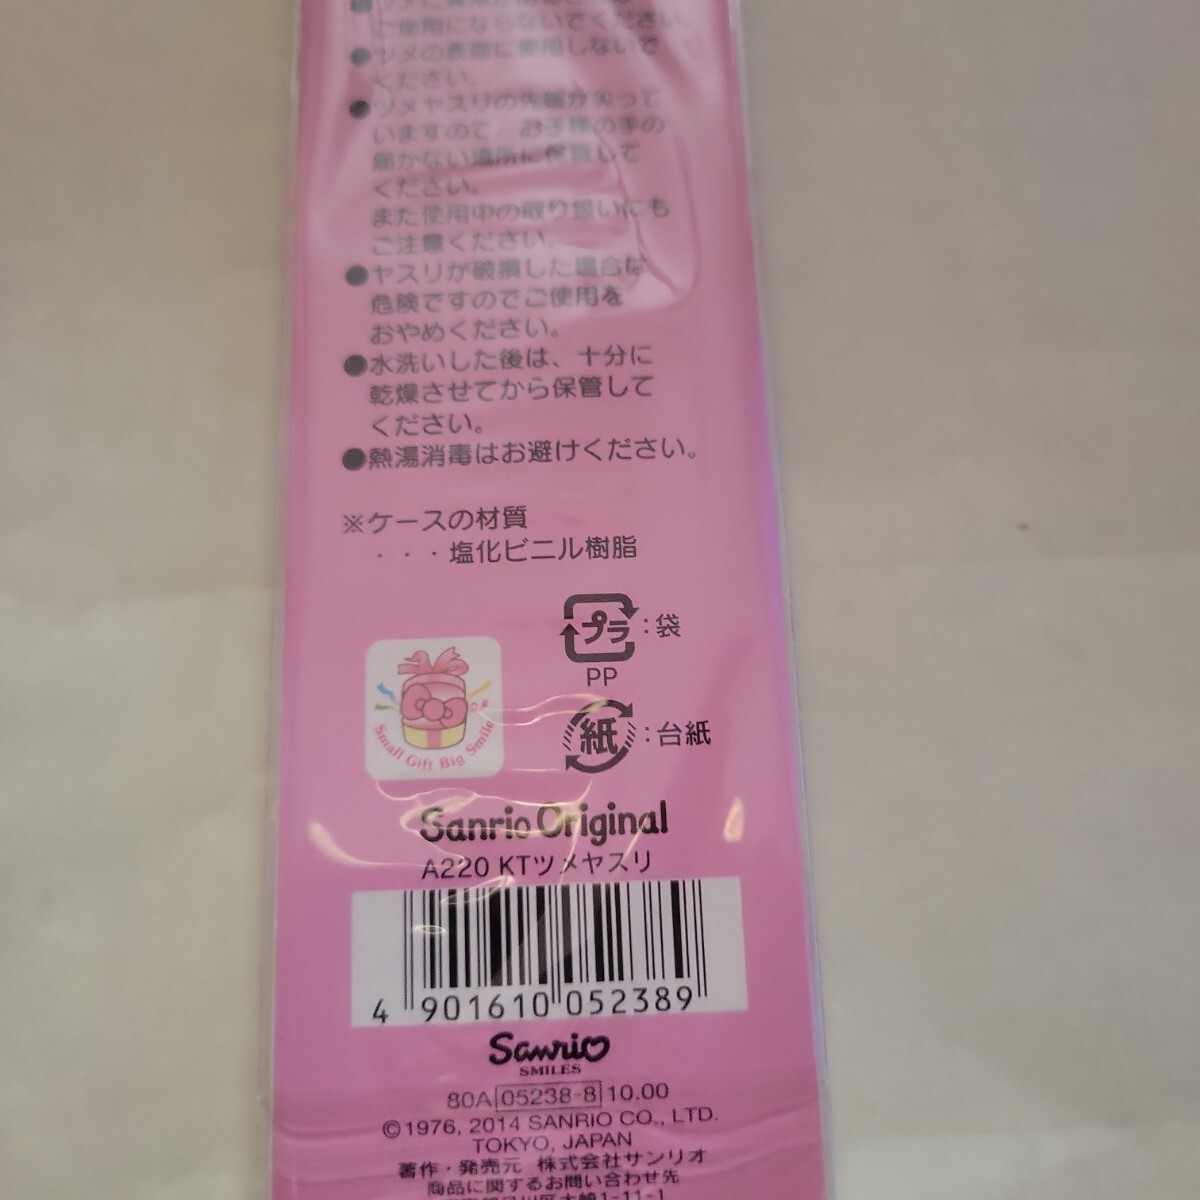 ご使用にならないでください。
●ツメの表面に使用しないで
ください。
●ツメヤスリの先端が尖って
いますので、お子様の手の
届かない場所に保管して
ください。
また使用中の取り扱いにも
ご注意ください。
●ヤスリが破損した場合は
危険ですのでご使用を
おやめください。
●水洗いした後は、十分に
乾燥させてから保管して
ください。
●熱湯消毒はお避けください。
※ケースの材質
・・・塩化ビニル樹脂
プラ:袋
PP
紙:台紙
Small Gift Big Smile
Sanrio Original
A220 KTツメヤスリ
4 901610 052389
Sanrio
SMILES
80A 05238-8 10.00
©1976, 2014 SANRIO CO., LTD.
TOKYO, JAPAN
著作・発売元 株式会社サンリオ
商品に関するお問い合わせ先
1-11-1